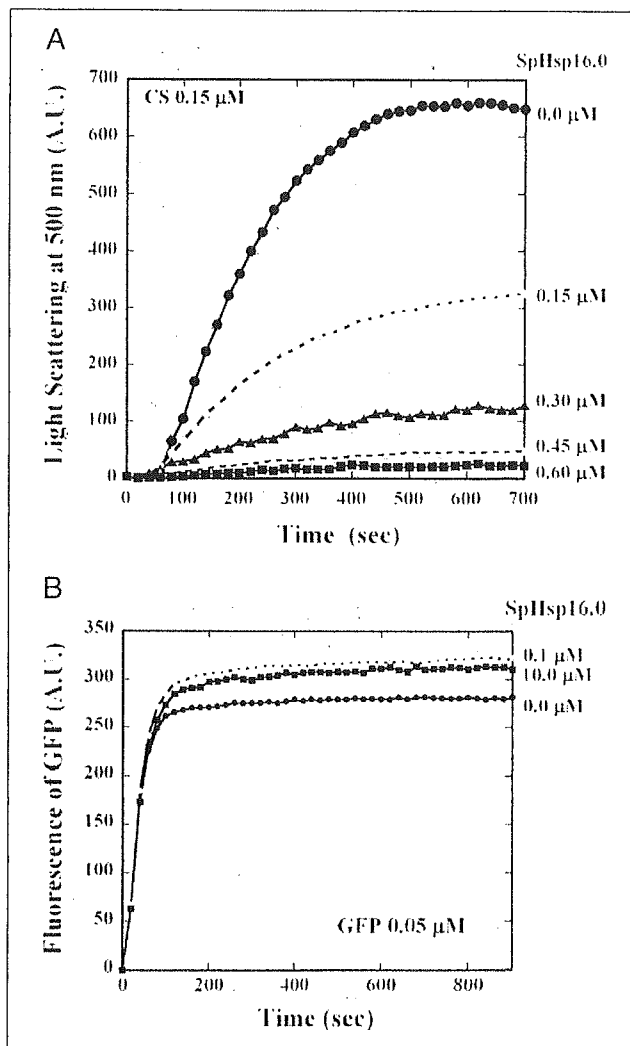 A
SpHsp16.0
700
600
500
400
300
200
100
0
CS 0.15 µM
0.0 µM
0.15 µM
0.30 µM
0.45 µM
0.60 µM
Light Scattering at 500 nm (A.U.)
0 100 200 300 400 500 600 700
Time (sec)
B
SpHsp16.0
350
300
250
200
150
100
50
0
0.1 µM
10.0 µM
0.0 µM
Fluorescence of GFP (A.U.)
GFP 0.05 µM
0 200 400 600 800
Time (sec)